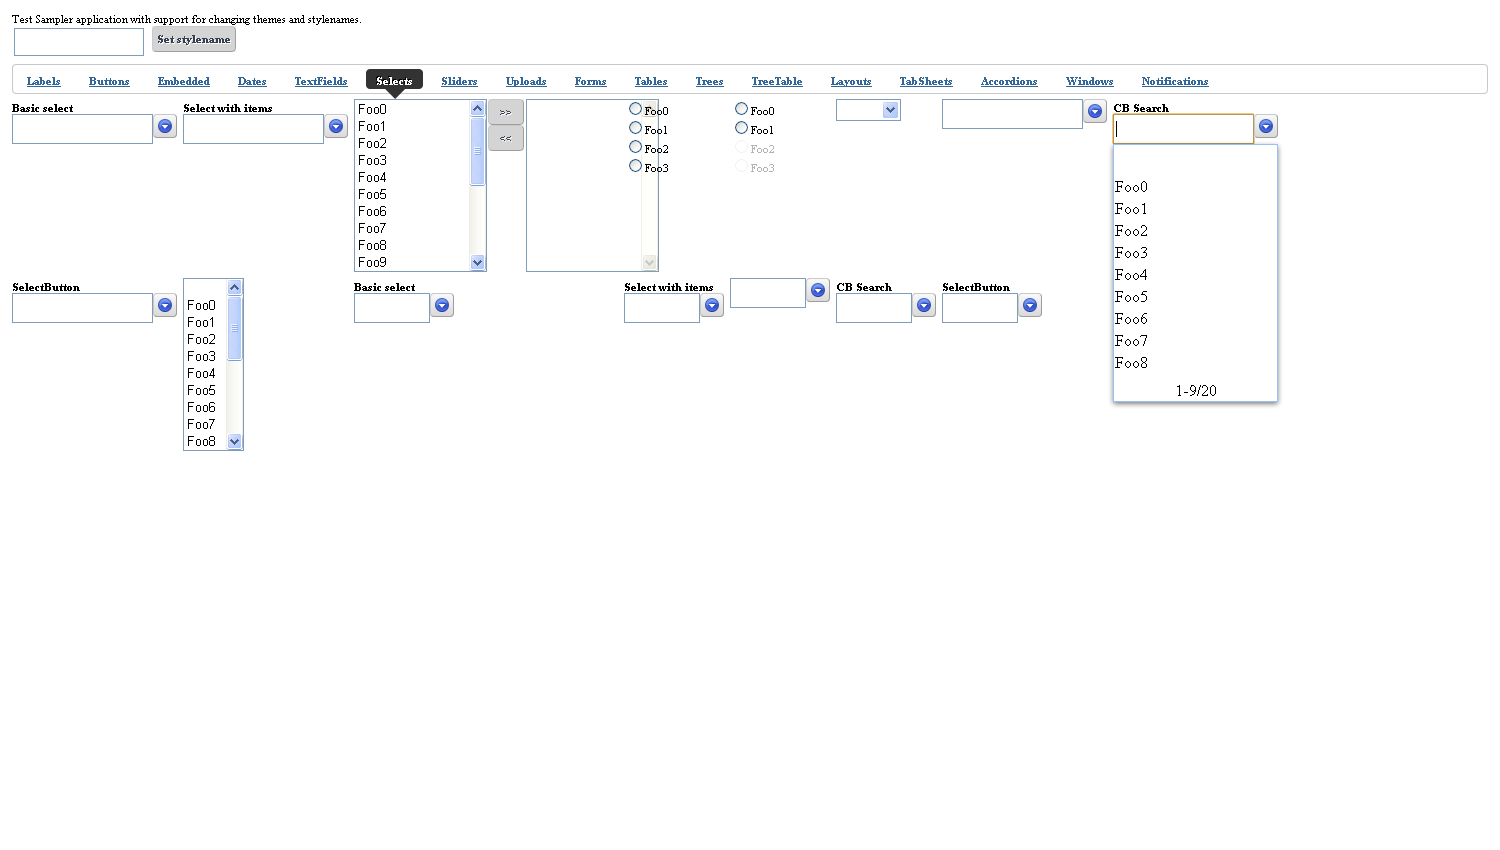 Test Sampler application with support for changing themes and stylenames.
Set stylename
Labels Buttons Embedded Dates TextFields Selects Sliders Uploads Forms Tables Trees TreeTable Layouts TabSheets Accordions Windows Notifications
Basic select
Select with items
Foo0
Foo1
Foo2
Foo3
Foo4
Foo5
Foo6
Foo7
Foo8
Foo9
>>
<<
Foo0
Foo1
Foo2
Foo3
Foo0
Foo1
Foo2
Foo3
CB Search
Foo0
Foo1
Foo2
Foo3
Foo4
Foo5
Foo6
Foo7
Foo8
1-9/20
SelectButton
Foo0
Foo1
Foo2
Foo3
Foo4
Foo5
Foo6
Foo7
Foo8
Basic select
Select with items
CB Search
SelectButton